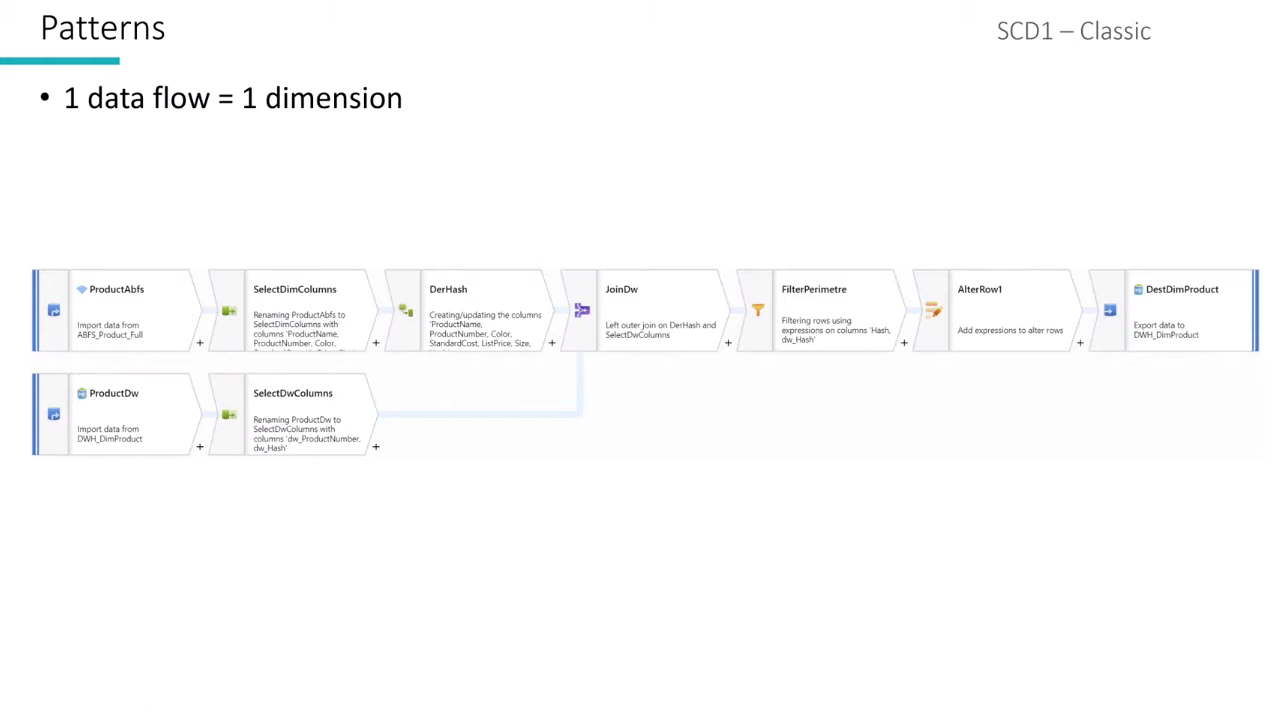 Patterns
SCD1 – Classic
• 1 data flow = 1 dimension
ProductAbfs
Import data from
ABFS_Product_Full
+
SelectDimColumns
Renaming ProductAbfs to
SelectDimColumns with
columns 'ProductName,
ProductNumber, Color,
+
DerHash
Creating/updating the columns
'ProductName,
ProductNumber, Color,
StandardCost, ListPrice, Size,
+
JoinDw
Left outer join on DerHash and
SelectDwColumns
+
FilterPerimetre
Filtering rows using
expressions on columns 'Hash,
dw_Hash'
+
AlterRow1
Add expressions to alter rows
+
DestDimProduct
Export data to
DWH_DimProduct
ProductDw
Import data from
DWH_DimProduct
+
SelectDwColumns
Renaming ProductDw to
SelectDwColumns with
columns 'dw_ProductNumber,
dw_Hash'
+